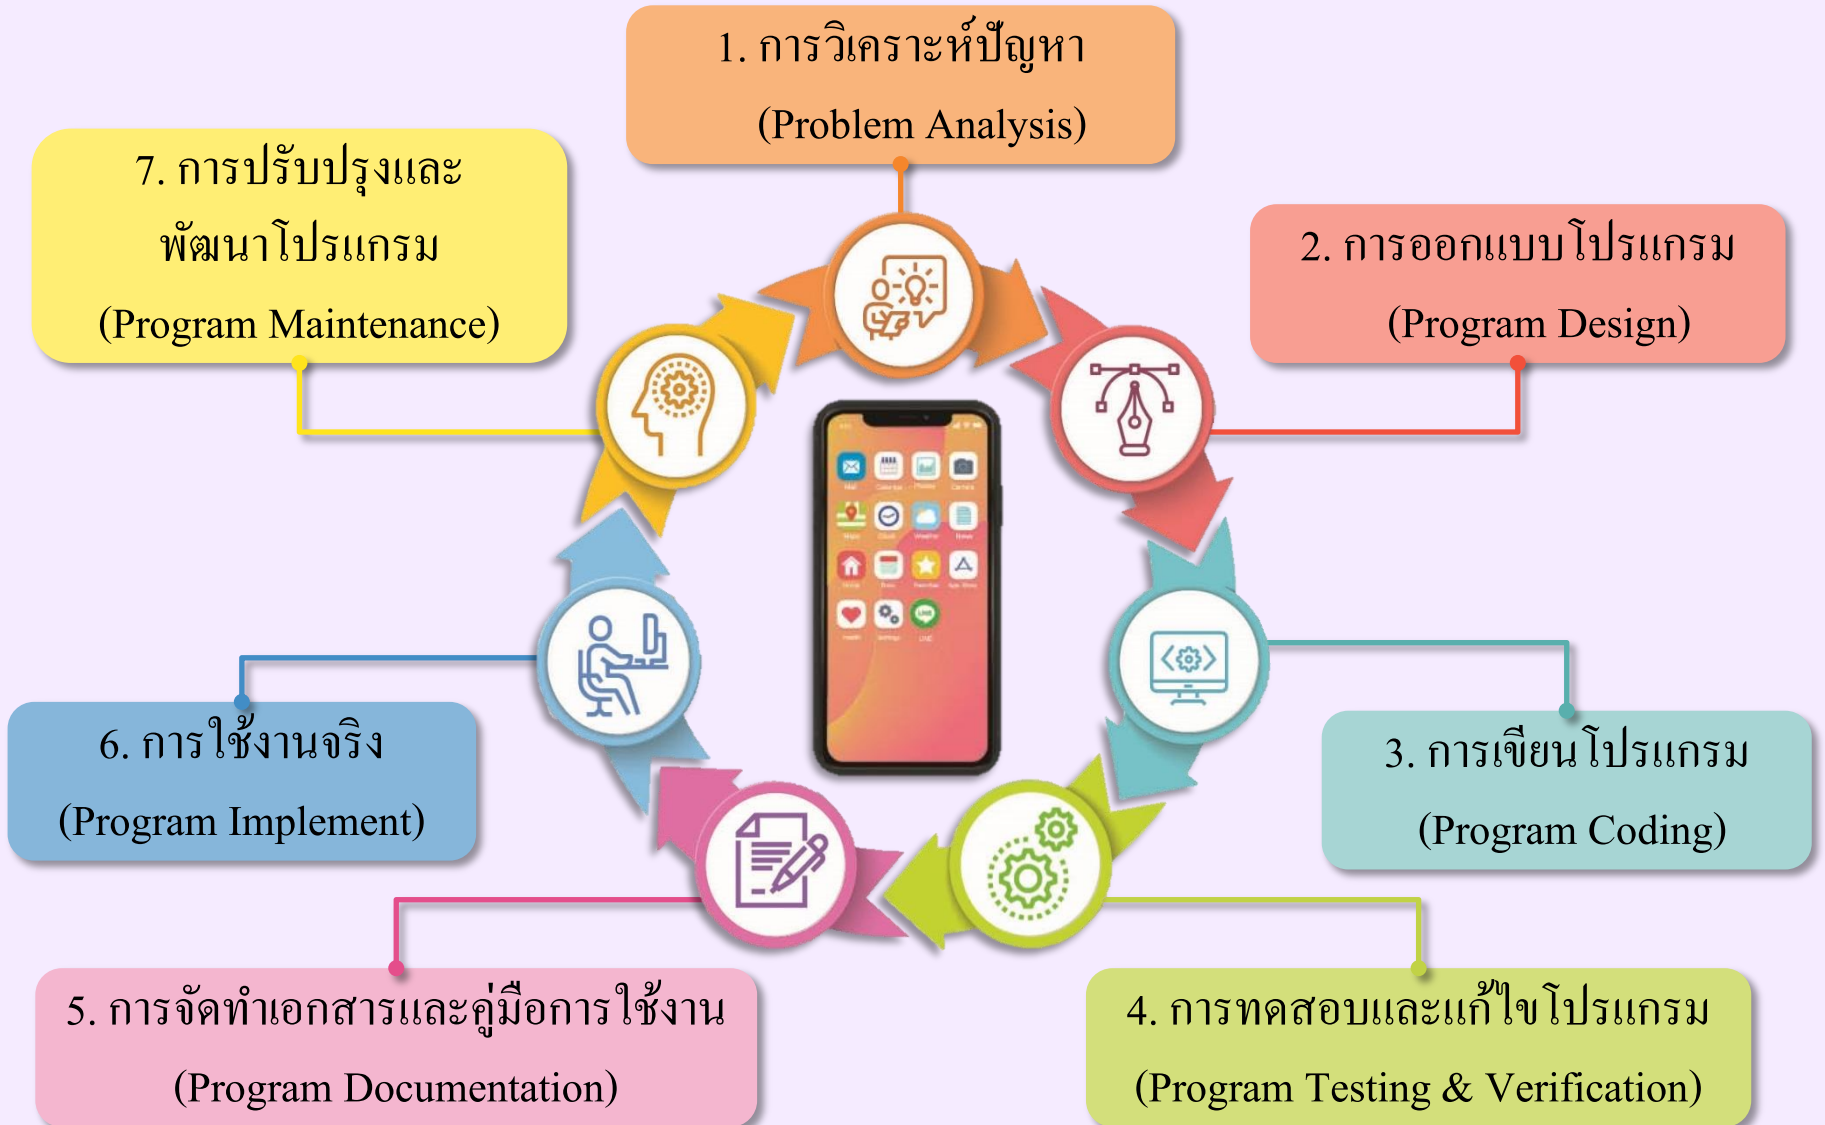 1. การวิเคราะห์ปัญหา
(Problem Analysis)
2. การออกแบบโปรแกรม
(Program Design)
3. การเขียนโปรแกรม
(Program Coding)
4. การทดสอบและแก้ไขโปรแกรม
(Program Testing & Verification)
5. การจัดทำเอกสารและคู่มือการใช้งาน
(Program Documentation)
6. การใช้งานจริง
(Program Implement)
7. การปรับปรุงและ
พัฒนาโปรแกรม
(Program Maintenance)
LINE